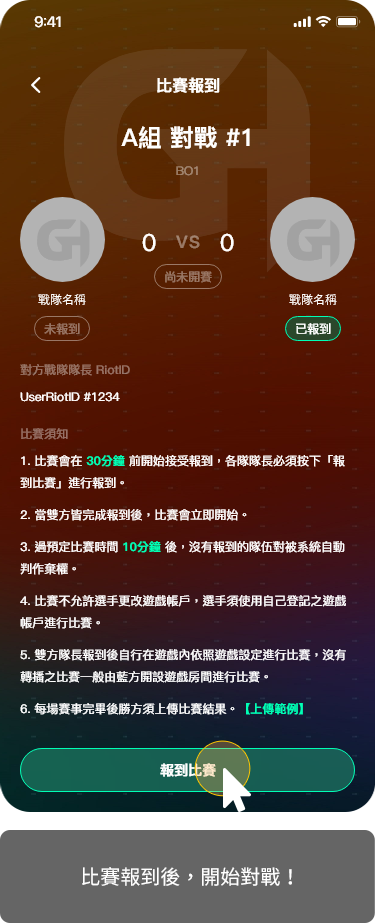 9:41
比賽報到
A組 對戰 #1
BO1
0 VS 0
尚未開賽
戰隊名稱 戰隊名稱
未報到 已報到
對方戰隊隊長 RiotID
UserRiotID #1234
比賽須知
1. 比賽會在 30分鐘 前開始接受報到，各隊隊長必須按下「報
到比賽」進行報到。
2. 當雙方皆完成報到後，比賽會立即開始。
3. 過預定比賽時間 10分鐘 後，沒有報到的隊伍對被系統自動
判作棄權。
4. 比賽不允許選手更改遊戲帳戶，選手須使用自己登記之遊戲
帳戶進行比賽。
5. 雙方隊長報到後自行在遊戲內依照遊戲設定進行比賽，沒有
轉播之比賽一般由藍方開設遊戲房間進行比賽。
6. 每場賽事完畢後勝方須上傳比賽結果。【上傳範例】
報到比賽
比賽報到後，開始對戰！